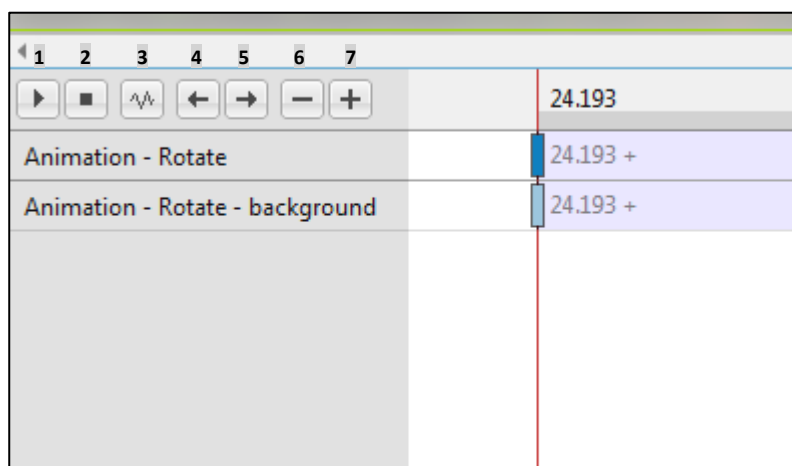 1 2 3 4 5 6 7
24.193
Animation - Rotate 24.193 +
Animation - Rotate - background 24.193 +